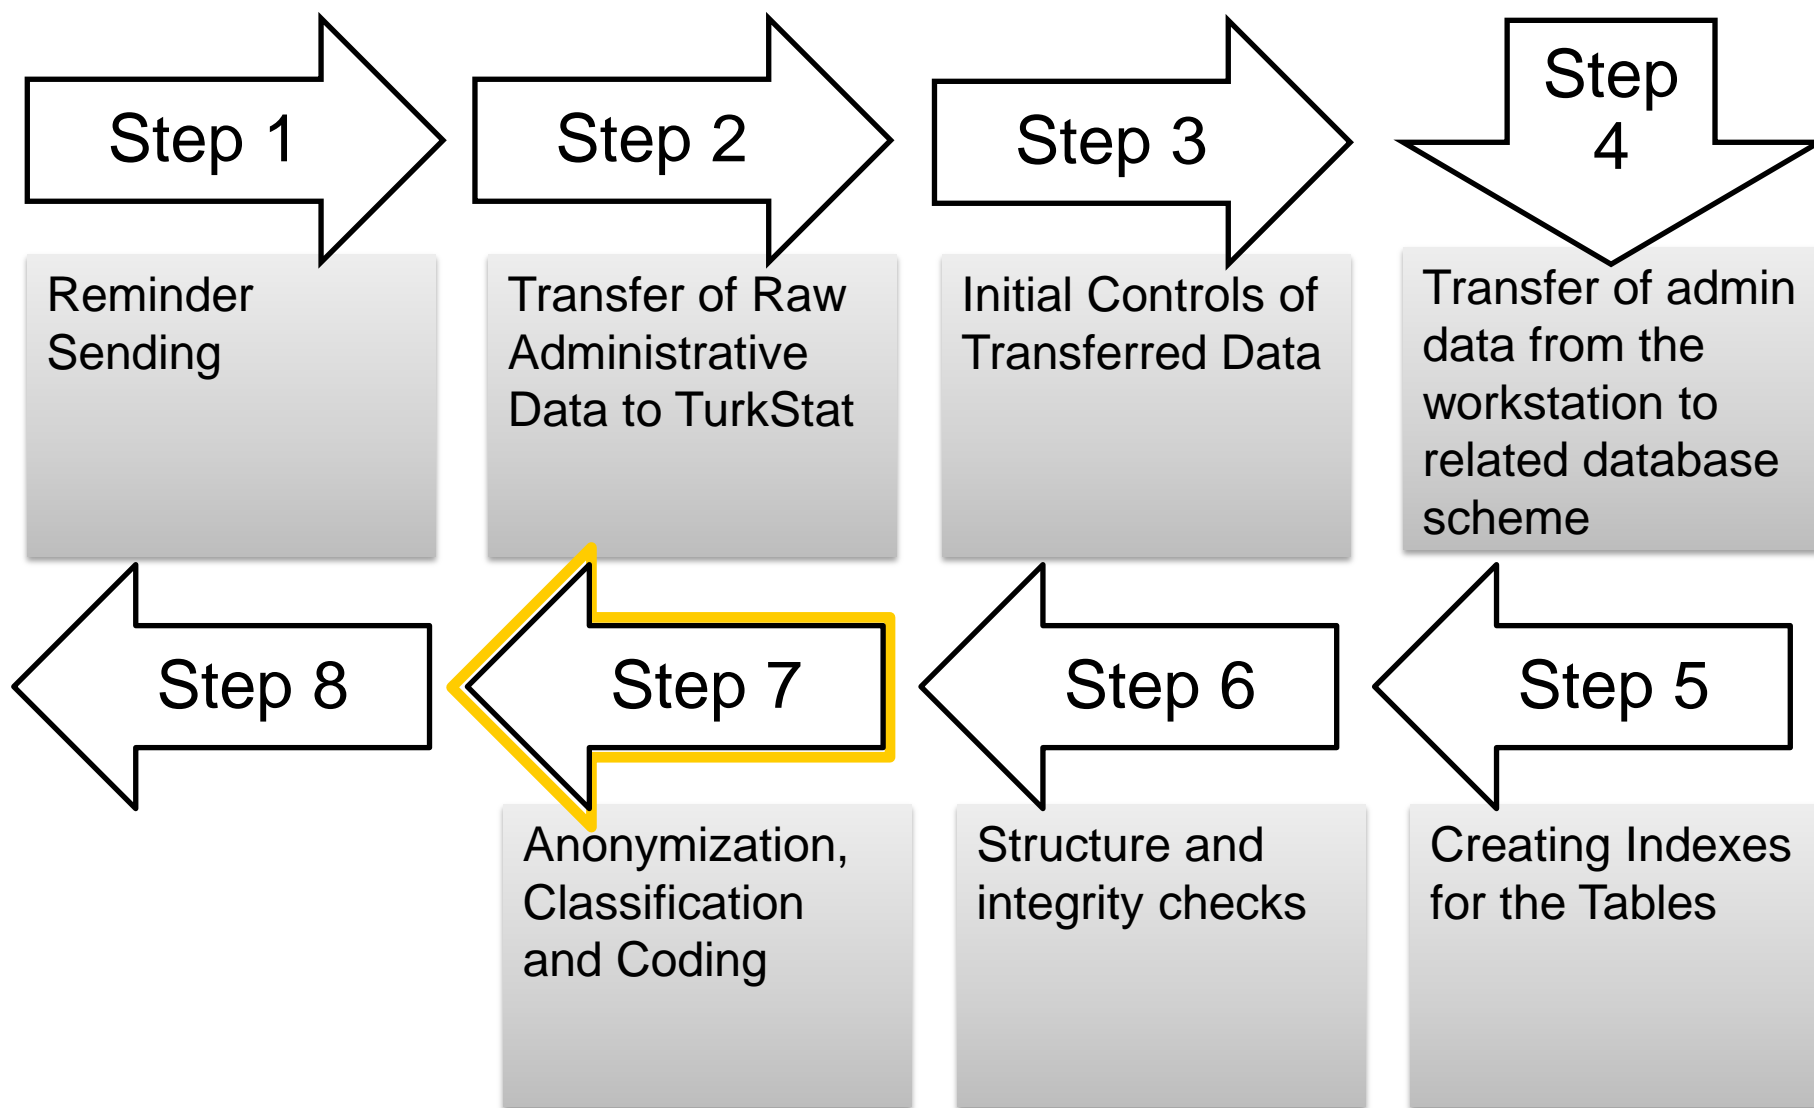 Step 1
Step 2
Step 3
Step
4
Reminder
Sending
Transfer of Raw
Administrative
Data to TurkStat
Initial Controls of
Transferred Data
Transfer of admin
data from the
workstation to
related database
scheme
Step 8
Step 7
Step 6
Step 5
Anonymization,
Classification
and Coding
Structure and
integrity checks
Creating Indexes
for the Tables